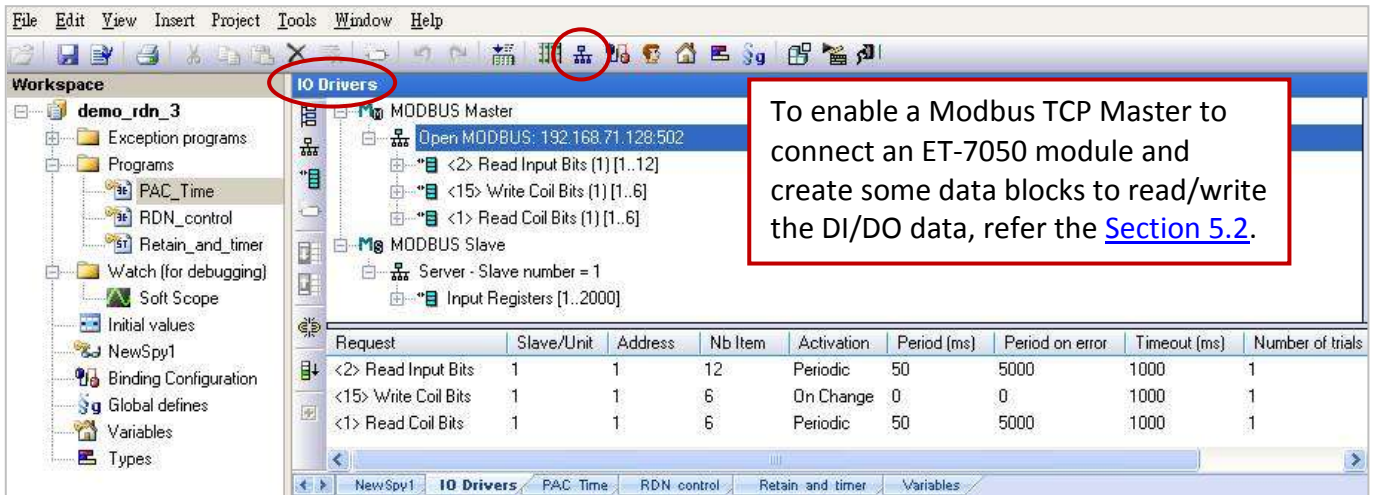 File Edit View Insert Project Tools Window Help
Workspace
demo_rdn_3
Exception programs
Programs
PAC_Time
RDN_control
Retain_and_timer
Watch (for debugging)
Soft Scope
Initial values
NewSpy1
Binding Configuration
Global defines
Variables
Types
IO Drivers
MODBUS Master
Open MODBUS: 192.168.71.128:502
<2> Read Input Bits (1) [1..12]
<15> Write Coil Bits (1) [1..6]
<1> Read Coil Bits (1) [1..6]
MODBUS Slave
Server - Slave number = 1
Input Registers [1..2000]
To enable a Modbus TCP Master to
connect an ET-7050 module and
create some data blocks to read/write
the DI/DO data, refer the Section 5.2.
Request Slave/Unit Address Nb Item Activation Period (ms) Period on error Timeout (ms) Number of trials
<2> Read Input Bits 1 1 12 Periodic 50 5000 1000 1
<15> Write Coil Bits 1 1 6 On Change 0 0 1000 1
<1> Read Coil Bits 1 1 6 Periodic 50 5000 1000 1
NewSpy1 IO Drivers PAC Time RDN control Retain and timer Variables